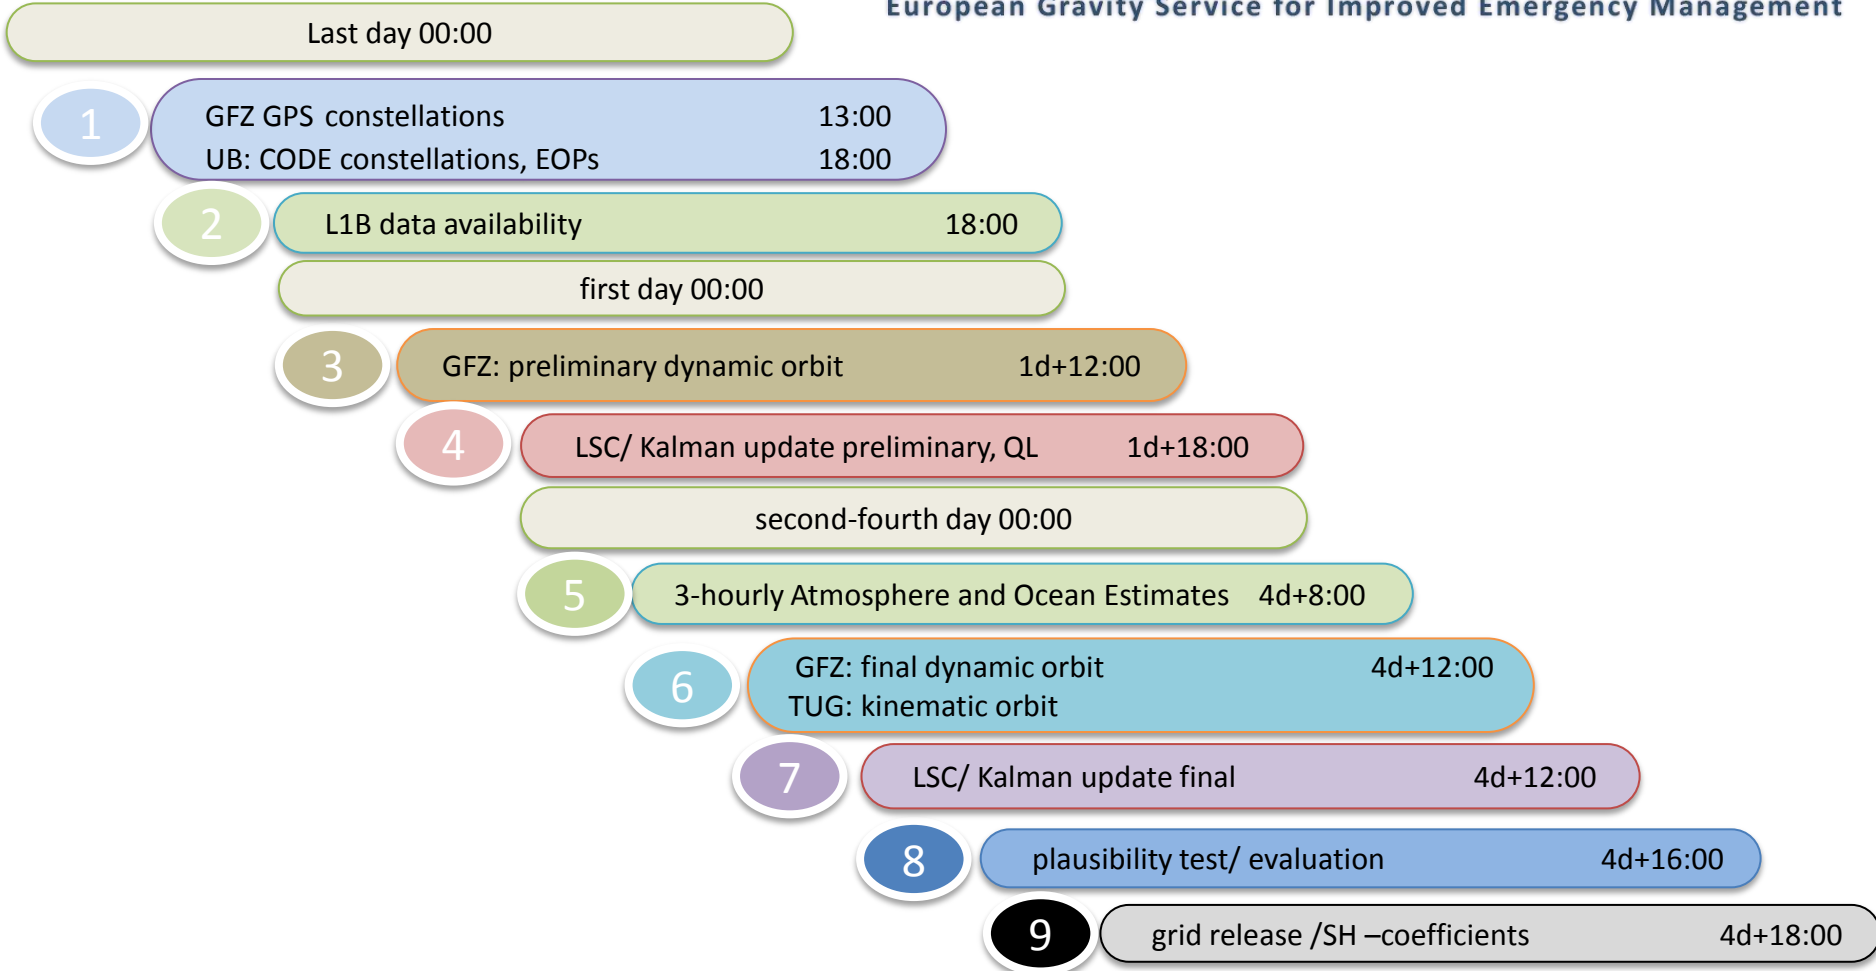 European Gravity Service for Improved Emergency Management
Last day 00:00
1
GFZ GPS constellations 13:00
UB: CODE constellations, EOPs 18:00
2
L1B data availability 18:00
first day 00:00
3
GFZ: preliminary dynamic orbit 1d+12:00
4
LSC/ Kalman update preliminary, QL 1d+18:00
second-fourth day 00:00
5
3-hourly Atmosphere and Ocean Estimates 4d+8:00
6
GFZ: final dynamic orbit 4d+12:00
TUG: kinematic orbit
7
LSC/ Kalman update final 4d+12:00
8
plausibility test/ evaluation 4d+16:00
9
grid release /SH –coefficients 4d+18:00